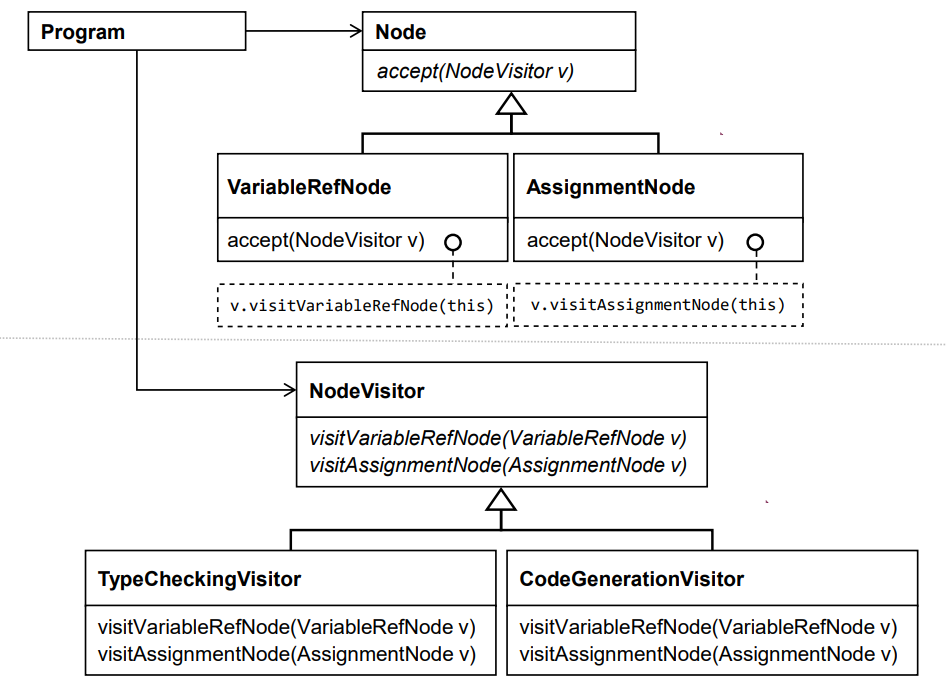 Program
Node
accept(NodeVisitor v)
VariableRefNode
AssignmentNode
accept(NodeVisitor v)
accept(NodeVisitor v)
v.visitVariableRefNode(this)
v.visitAssignmentNode(this)
NodeVisitor
visitVariableRefNode(VariableRefNode v)
visitAssignmentNode(AssignmentNode v)
TypeCheckingVisitor
CodeGenerationVisitor
visitVariableRefNode(VariableRefNode v)
visitAssignmentNode(AssignmentNode v)
visitVariableRefNode(VariableRefNode v)
visitAssignmentNode(AssignmentNode v)